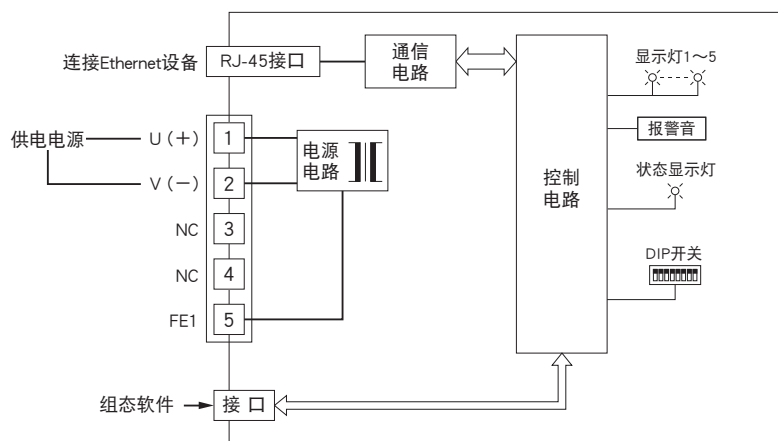 连接Ethernet设备
RJ-45接口
通信
电路
显示灯1～5
报警音
供电电源
U(＋)
1
V(－)
2
电源
电路
NC
3
NC
4
FE1
5
控制
电路
状态显示灯
DIP开关
组态软件
接 口